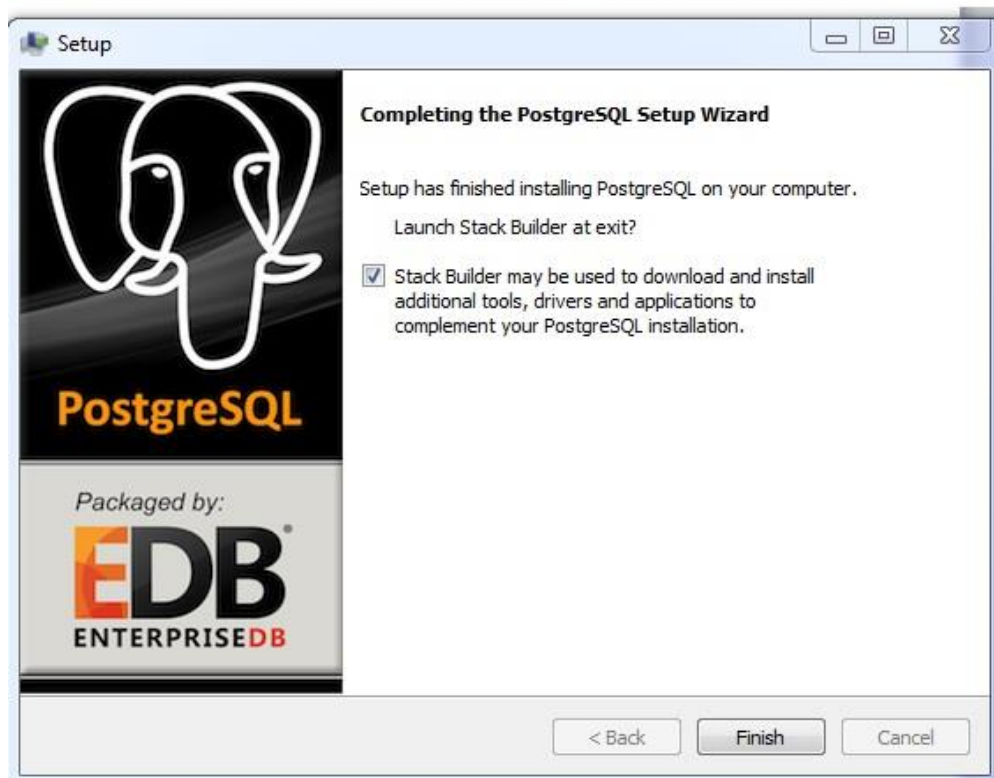 Setup
Completing the PostgreSQL Setup Wizard
Setup has finished installing PostgreSQL on your computer.
Launch Stack Builder at exit?
Stack Builder may be used to download and install
additional tools, drivers and applications to
complement your PostgreSQL installation.
PostgreSQL
Packaged by:
EDB
ENTERPRISEDB
< Back
Finish
Cancel